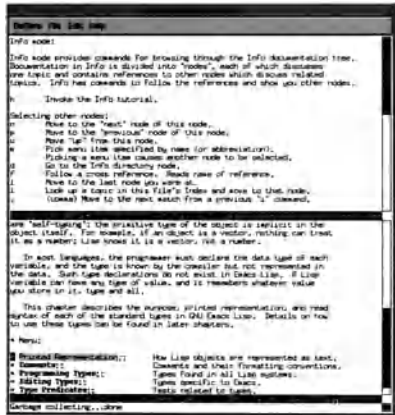 Buffers File Edit Help
Info mode:
Info mode provides commands for browsing through the Info documentation tree.
Documentation in Info is divided into "nodes", each of which discusses
one topic and contains references to other nodes which discuss related
topics. Info has commands to follow the references and show you other nodes.
h Invoke the Info tutorial.
Selecting other nodes:
n Move to the "next" node of this node.
p Move to the "previous" node of this node.
u Move "up" from this node.
m Pick menu item specified by name (or abbreviation).
Picking a menu item causes another node to be selected.
d Go to the Info directory node.
f Follow a cross reference. Reads name of reference.
l Move to the last node you were at.
i Look up a topic in this file's Index and move to that node.
, (comma) Move to the next match from a previous `i' command.
are "self-typing": the primitive type of the object is implicit in the
object itself. For example, if an object is a vector, nothing can treat
it as a number; Lisp knows it is a vector, not a number.
In most languages, the programmer must declare the data type of each
variable, and the type is known by the compiler but not represented in
the data. Such type declarations do not exist in Emacs Lisp. A Lisp
variable can have any type of value, and it remembers whatever value
you store in it, type and all.
This chapter describes the purpose, printed representation, and read
syntax of each of the standard types in GNU Emacs Lisp. Details on how
to use these types can be found in later chapters.
* Menu:
* Printed Representation:: How Lisp objects are represented as text.
* Comments:: Comments and their formatting conventions.
* Programming Types:: Types found in all Lisp systems.
* Editing Types:: Types specific to Emacs.
* Type Predicates:: Tests related to types.
Garbage collecting...done